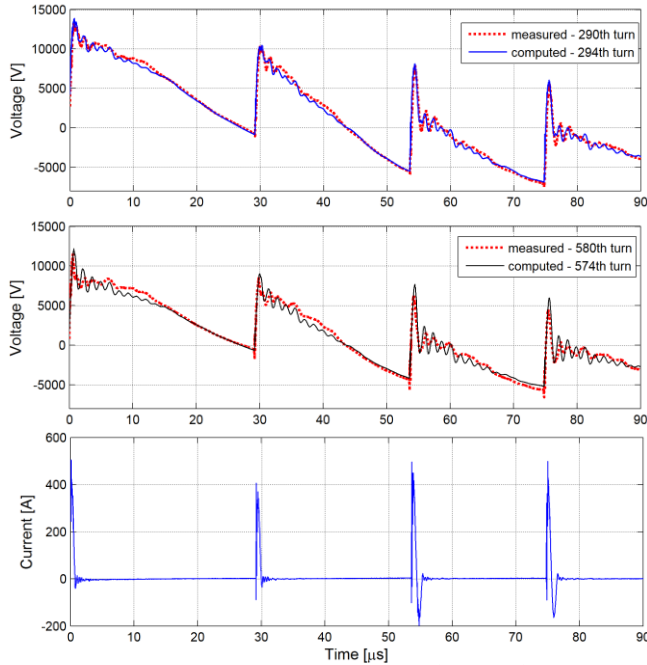 15000
10000
5000
0
-5000
Voltage [V]
measured - 290th turn
computed - 294th turn
0 10 20 30 40 50 60 70 80 90
15000
10000
5000
0
-5000
Voltage [V]
measured - 580th turn
computed - 574th turn
0 10 20 30 40 50 60 70 80 90
600
400
200
0
-200
Current [A]
0 10 20 30 40 50 60 70 80 90
Time [μs]